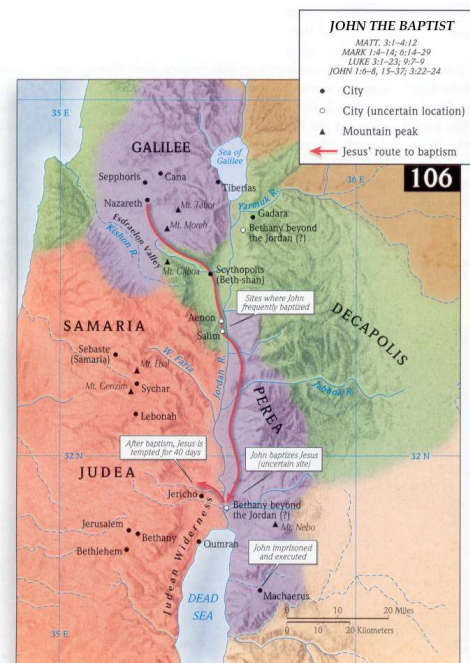 JOHN THE BAPTIST
MATT. 3:1–4:12
MARK 1:4–14; 6:14–29
LUKE 3:1–23; 9:7–9
JOHN 1:6–8, 15–37; 3:22–24
City
City (uncertain location)
Mountain peak
Jesus' route to baptism
106
35 E
36 E
GALILEE
Sea of
Galilee
Sepphoris
Cana
Tiberias
Nazareth
Mt. Tabor
Yarmuk R.
Gadara
Mt. Moreh
Bethany beyond
the Jordan (?)
Esdraelon Valley
Kishon R.
Mt. Gilboa
Scythopolis
(Beth-shan)
Sites where John
frequently baptized
DECAPOLIS
Aenon
Salim
SAMARIA
Sebaste
(Samaria)
Mt. Ebal
W. Faria
Jordan R.
Mt. Gerizim
Sychar
PEREA
Jabbok R.
Lebonah
After baptism, Jesus is
tempted for 40 days
John baptizes Jesus
(uncertain site)
32 N
32 N
JUDEA
Jericho
Bethany beyond
the Jordan (?)
Mt. Nebo
Jerusalem
Bethany
Bethlehem
Judean Wilderness
Qumran
John imprisoned
and executed
DEAD
SEA
Machaerus
0 10 20 Miles
0 10 20 Kilometers
35 E